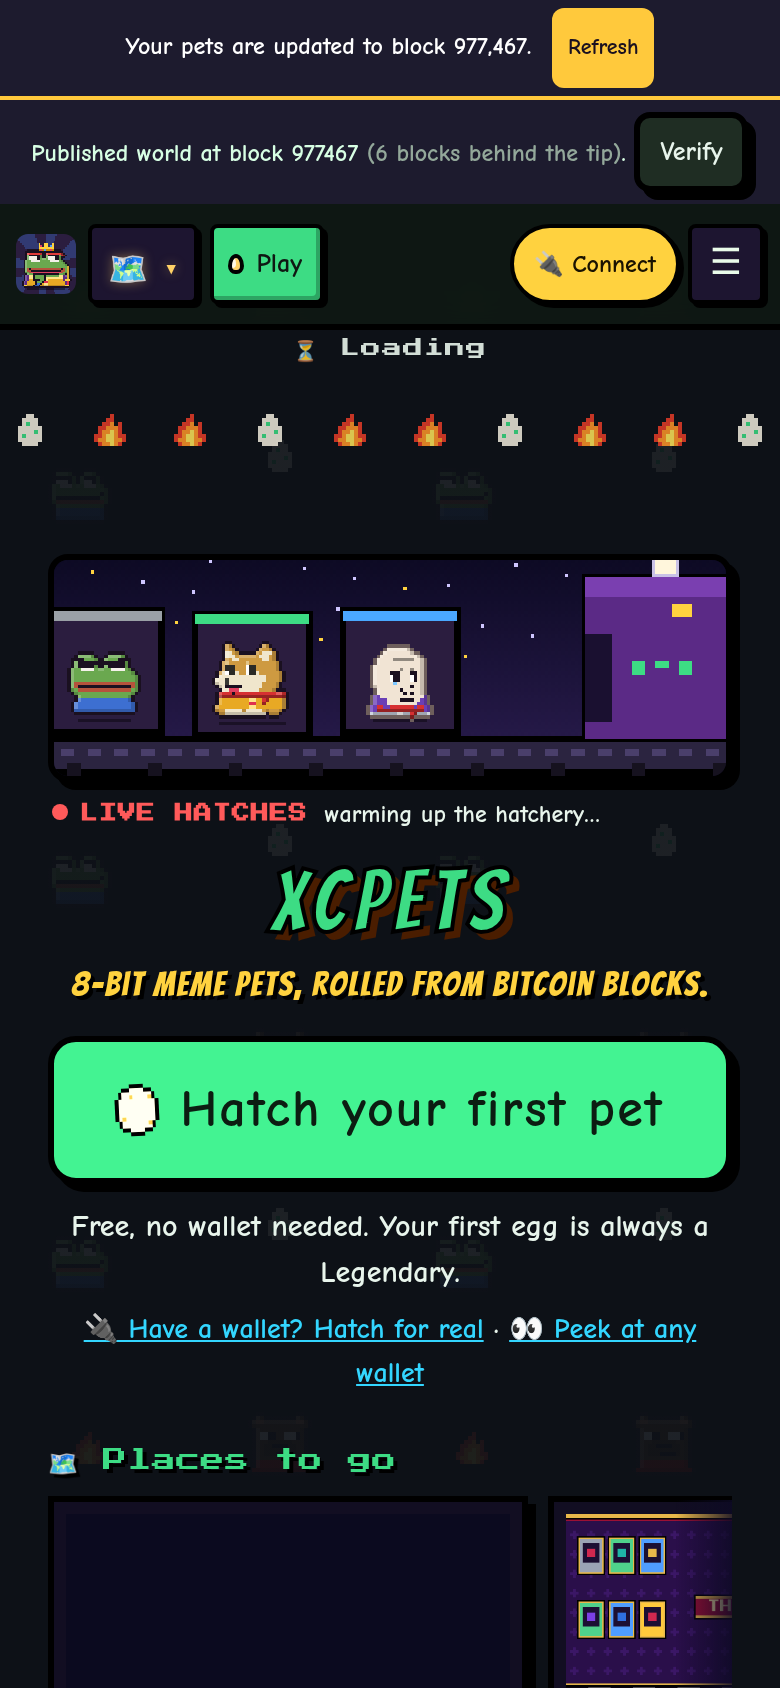 Your pets are updated to block 977,467.
Refresh
Published world at block 977467 (6 blocks behind the tip).
Verify
Play
Connect
Loading
LIVE HATCHES warming up the hatchery...
XCPETS
8-BIT MEME PETS, ROLLED FROM BITCOIN BLOCKS.
Hatch your first pet
Free, no wallet needed. Your first egg is always a
Legendary.
Have a wallet? Hatch for real · Peek at any
wallet
Places to go
TH